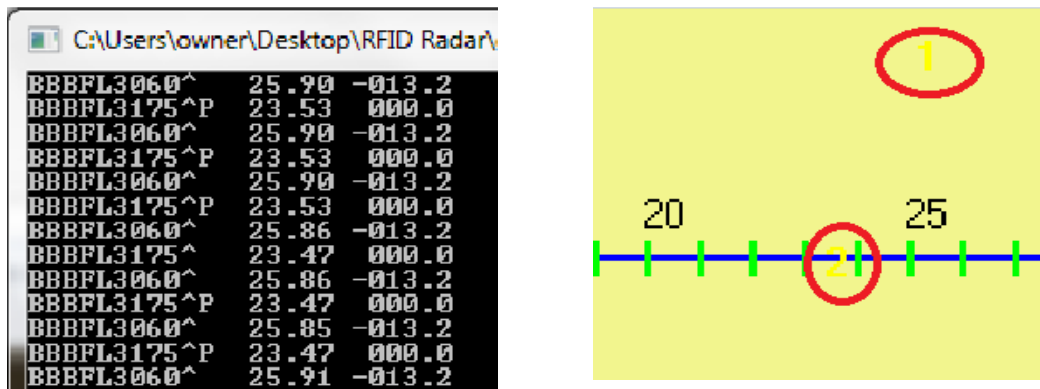 C:\Users\owner\Desktop\RFID Radar\
BBBFL3060^ 25.90 -013.2
BBBFL3175^P 23.53 000.0
BBBFL3060^ 25.90 -013.2
BBBFL3175^P 23.53 000.0
BBBFL3060^ 25.90 -013.2
BBBFL3175^P 23.53 000.0
BBBFL3060^ 25.86 -013.2
BBBFL3175^ 23.47 000.0
BBBFL3060^ 25.86 -013.2
BBBFL3175^P 23.47 000.0
BBBFL3060^ 25.85 -013.2
BBBFL3175^P 23.47 000.0
BBBFL3060^ 25.91 -013.2
1
20 25
2